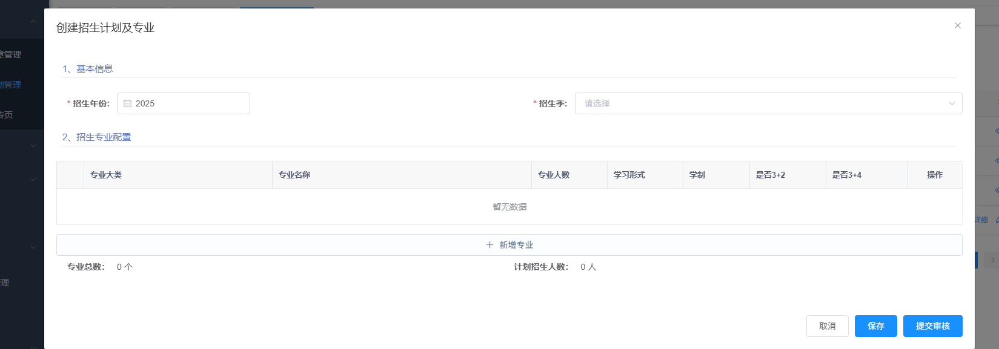 创建招生计划及专业
1、基本信息
* 招生年份: 2025
* 招生季: 请选择
2、招生专业配置
专业大类 专业名称 专业人数 学习形式 学制 是否3+2 是否3+4 操作
暂无数据
+ 新增专业
专业总数: 0 个 计划招生人数: 0 人
取消 保存 提交审核
章管理
划管理
专页
理
详细